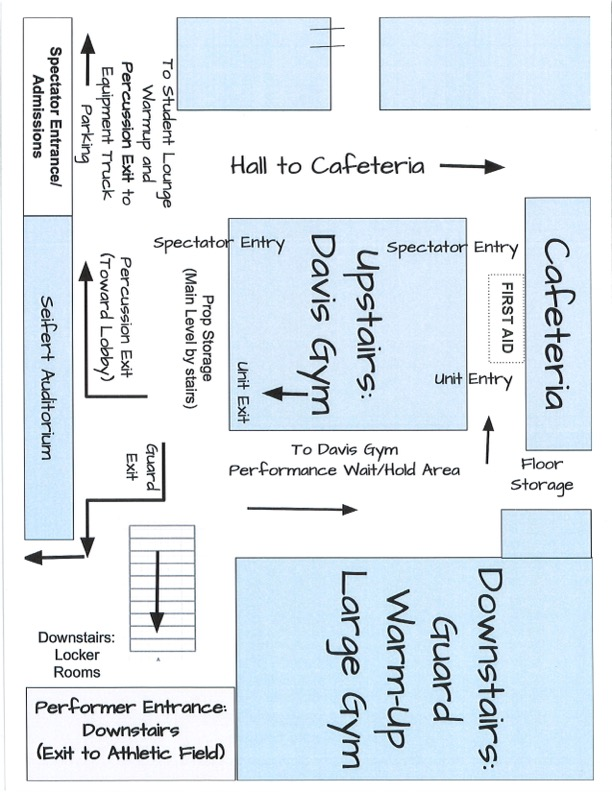 Spectator Entrance/
Admissions
To Student Lounge
Warmup and
Percussion Exit to
Equipment Truck
Parking
Hall to Cafeteria
Spectator Entry
Spectator Entry
Upstairs:
Davis Gym
Cafeteria
FIRST AID
Unit Entry
Unit Exit
Prop Storage
(Main Level by stairs)
Percussion Exit
(Toward Lobby)
Seifert Auditorium
Guard
Exit
To Davis Gym
Performance Wait/Hold Area
Floor
Storage
Downstairs:
Guard
Warm-Up
Large Gym
Downstairs:
Locker
Rooms
Performer Entrance:
Downstairs
(Exit to Athletic Field)